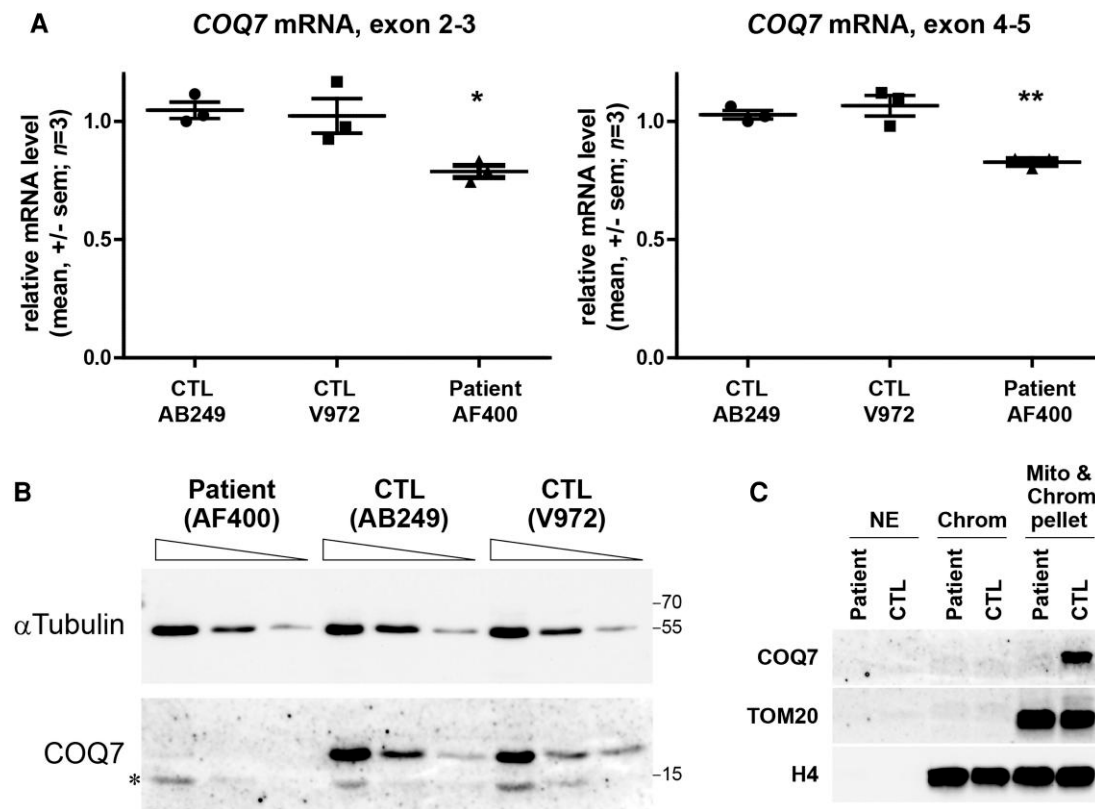 A
COQ7 mRNA, exon 2-3
relative mRNA level
(mean, +/- sem; n=3)
1.0
0.5
0.0
*
CTL
AB249
CTL
V972
Patient
AF400
COQ7 mRNA, exon 4-5
relative mRNA level
(mean, +/- sem; n=3)
1.0
0.5
0.0
**
CTL
AB249
CTL
V972
Patient
AF400
B
Patient
(AF400)
CTL
(AB249)
CTL
(V972)
αTubulin
–70
–55
COQ7
*
–15
C
NE
Chrom
Mito &
Chrom
pellet
Patient
CTL
Patient
CTL
Patient
CTL
COQ7
TOM20
H4